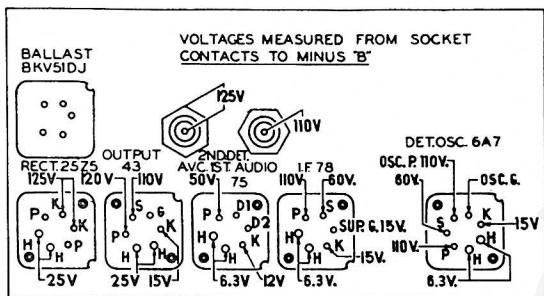 VOLTAGES MEASURED FROM SOCKET
CONTACTS TO MINUS "B"
BALLAST
BKV51DJ
125V
110V
RECT. 25Z5
125V. 120V.
K
P
K
H
H
P
25V
OUTPUT
43
110V
S
G
P
K
H
H
25V 15V.
2ND.DET.
A.V.C. 1ST. AUDIO
75
50V.
P
D1
D2
H
K
H
6.3V. 12V
I.F 78
110V. 60V.
P
S
SUP. G. 15V.
H
K
H
15V.
6.3V.
DET.OSC. 6A7
OSC. P. 110V.
OSC. G.
60V.
S
K
15V
110V.
P
H
H
6.3V.